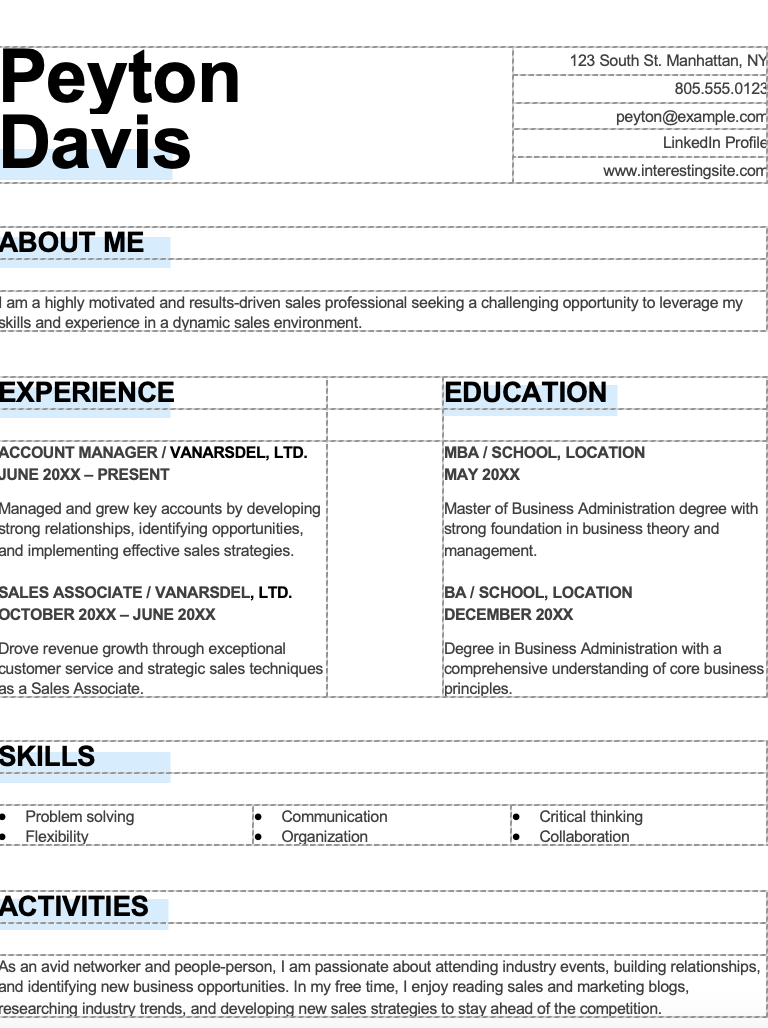 Peyton
Davis
123 South St. Manhattan, NY
805.555.0123
peyton@example.com
LinkedIn Profile
www.interestingsite.com
ABOUT ME
I am a highly motivated and results-driven sales professional seeking a challenging opportunity to leverage my
skills and experience in a dynamic sales environment.
EXPERIENCE
ACCOUNT MANAGER / VANARSDEL, LTD.
JUNE 20XX – PRESENT
Managed and grew key accounts by developing
strong relationships, identifying opportunities,
and implementing effective sales strategies.
SALES ASSOCIATE / VANARSDEL, LTD.
OCTOBER 20XX – JUNE 20XX
Drove revenue growth through exceptional
customer service and strategic sales techniques
as a Sales Associate.
EDUCATION
MBA / SCHOOL, LOCATION
MAY 20XX
Master of Business Administration degree with
strong foundation in business theory and
management.
BA / SCHOOL, LOCATION
DECEMBER 20XX
Degree in Business Administration with a
comprehensive understanding of core business
principles.
SKILLS
• Problem solving
• Flexibility
• Communication
• Organization
• Critical thinking
• Collaboration
ACTIVITIES
As an avid networker and people-person, I am passionate about attending industry events, building relationships,
and identifying new business opportunities. In my free time, I enjoy reading sales and marketing blogs,
researching industry trends, and developing new sales strategies to stay ahead of the competition.